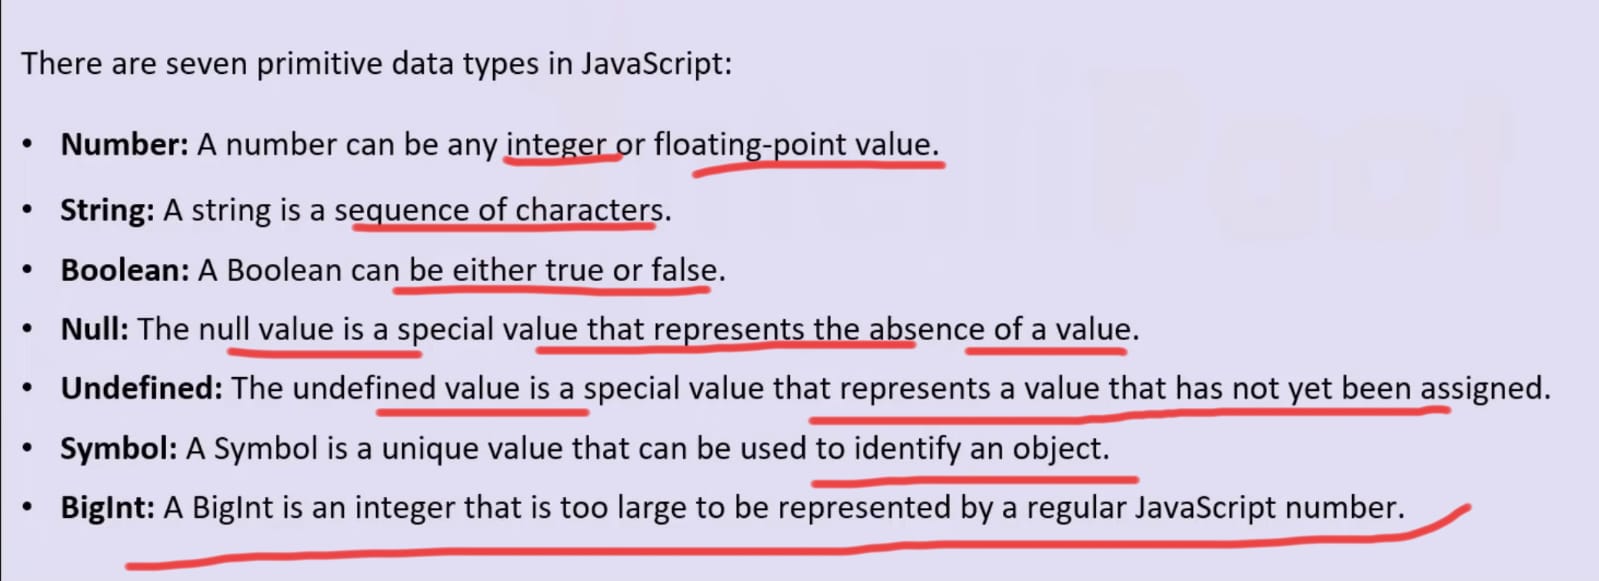 There are seven primitive data types in JavaScript:
• Number: A number can be any integer or floating-point value.
• String: A string is a sequence of characters.
• Boolean: A Boolean can be either true or false.
• Null: The null value is a special value that represents the absence of a value.
• Undefined: The undefined value is a special value that represents a value that has not yet been assigned.
• Symbol: A Symbol is a unique value that can be used to identify an object.
• BigInt: A BigInt is an integer that is too large to be represented by a regular JavaScript number.